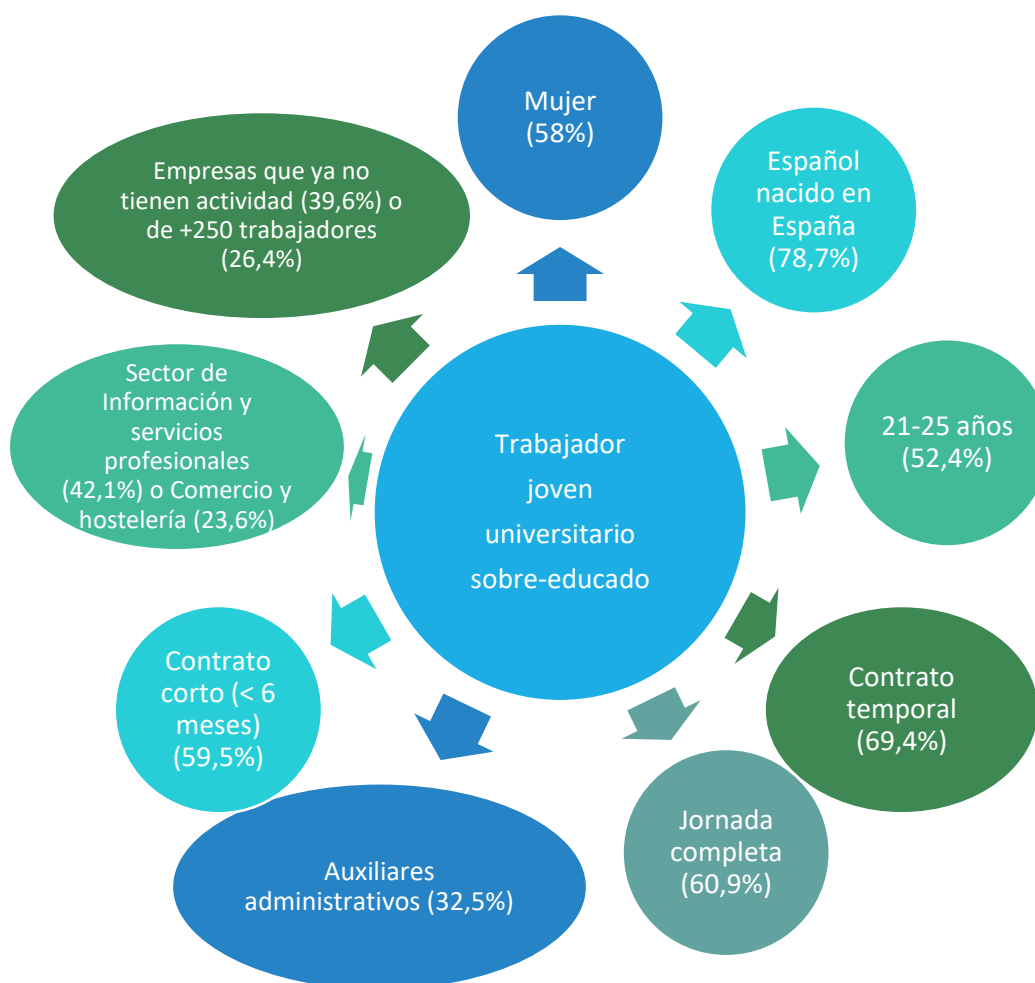 Mujer
(58%)
Español
nacido en
España
(78,7%)
21-25 años
(52,4%)
Contrato
temporal
(69,4%)
Jornada
completa
(60,9%)
Auxiliares
administrativos (32,5%)
Contrato
corto (< 6
meses)
(59,5%)
Sector de
Información y
servicios
profesionales
(42,1%) o Comercio y
hostelería (23,6%)
Empresas que ya no
tienen actividad (39,6%) o
de +250 trabajadores
(26,4%)
Trabajador
joven
universitario
sobre-educado